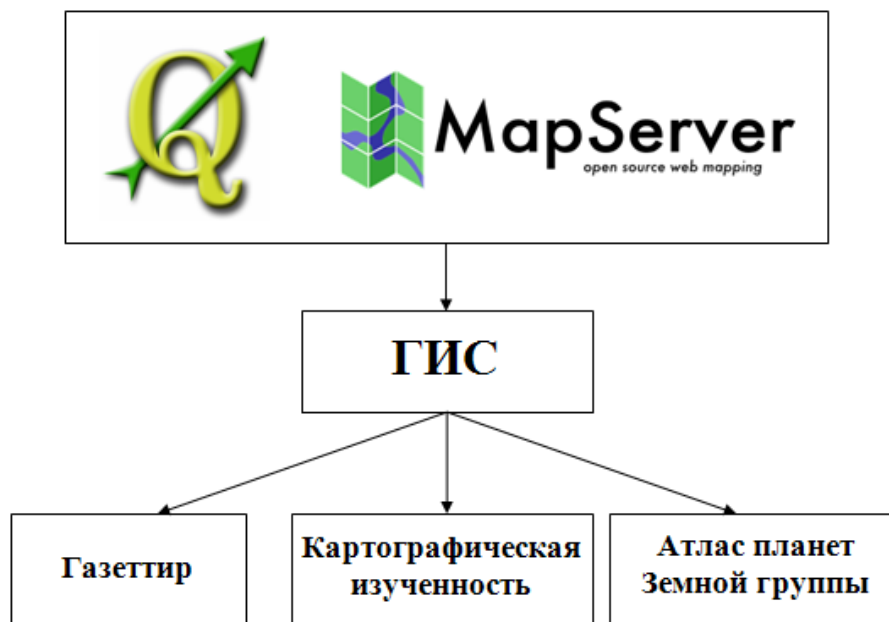 MapServer
open source web mapping
ГИС
Газеттир
Картографическая
изученность
Атлас планет
Земной группы